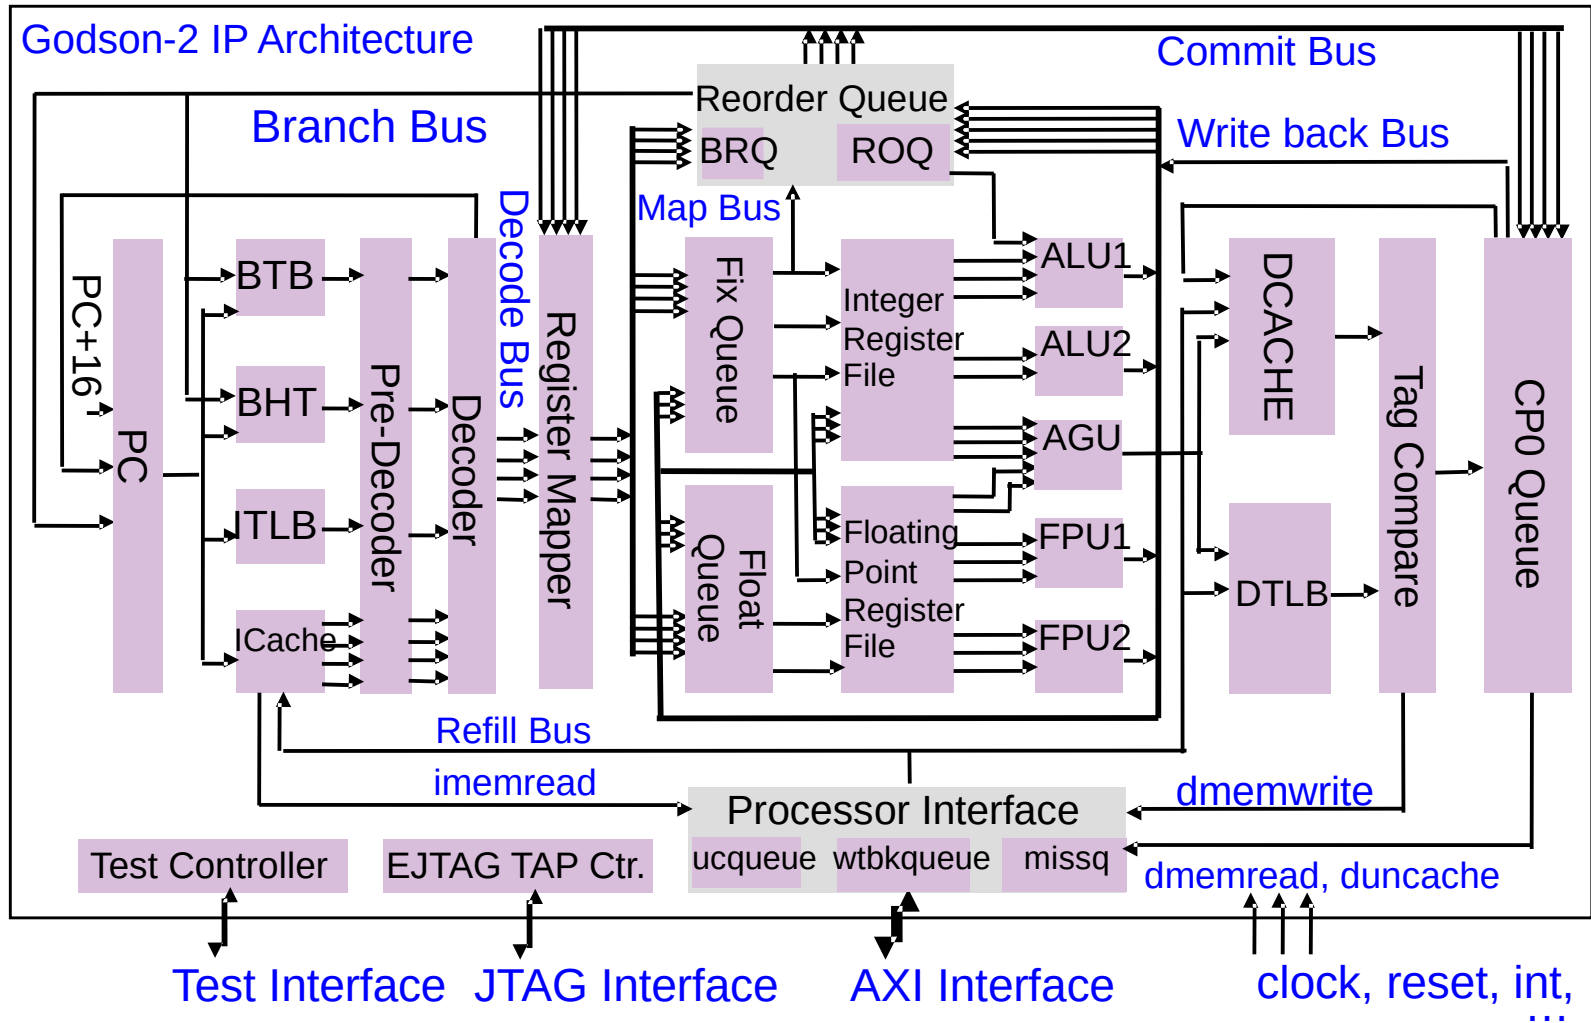 Godson-2 IP Architecture
Commit Bus
Reorder Queue
Branch Bus
BRQ
ROQ
Write back Bus
Map Bus
Decode Bus
PC+16
PC
BTB
BHT
ITLB
ICache
Pre-Decoder
Decoder
Register Mapper
Fix Queue
Float
Queue
Integer
Register
File
Floating
Point
Register
File
ALU1
ALU2
AGU
FPU1
FPU2
DCACHE
DTLB
Tag Compare
CP0 Queue
Refill Bus
imemread
dmemwrite
Processor Interface
ucqueue
wtbkqueue
missq
dmemread, duncache
Test Controller
EJTAG TAP Ctr.
Test Interface
JTAG Interface
AXI Interface
clock, reset, int,
...